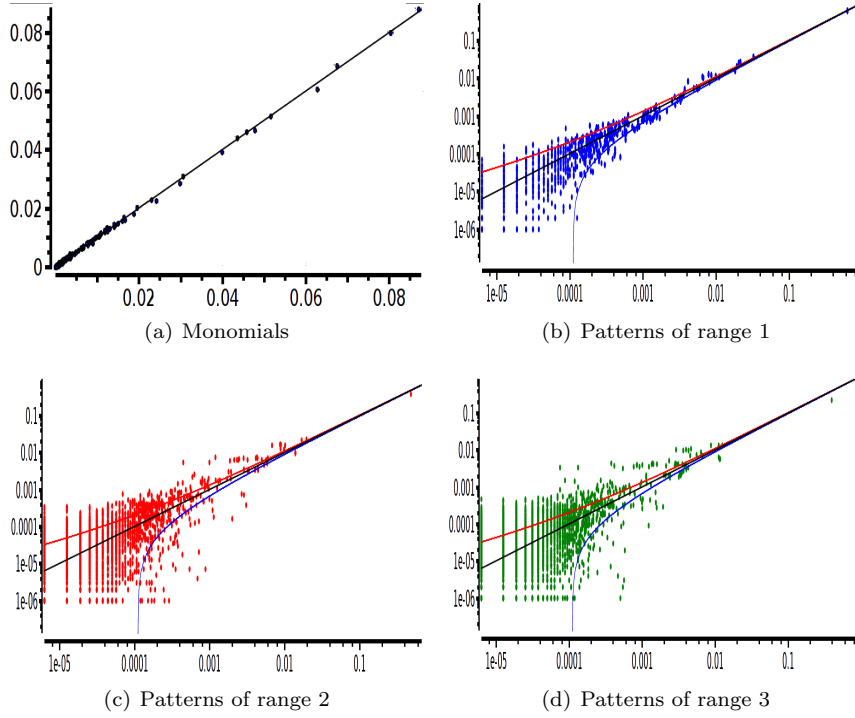 0.08
0.06
0.04
0.02
0
0.02 0.04 0.06 0.08
(a) Monomials
0.1
0.01
0.001
0.0001
1e-05
1e-06
1e-05 0.0001 0.001 0.01 0.1
(b) Patterns of range 1
0.1
0.01
0.001
0.0001
1e-05
1e-06
1e-05 0.0001 0.001 0.01 0.1
(c) Patterns of range 2
0.1
0.01
0.001
0.0001
1e-05
1e-06
1e-05 0.0001 0.001 0.01 0.1
(d) Patterns of range 3